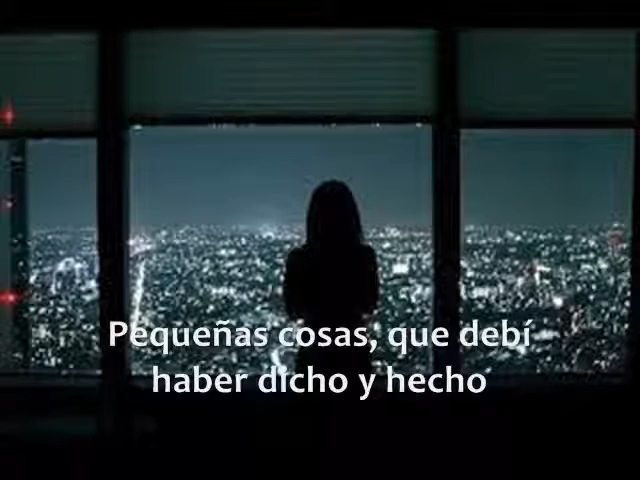 Pequeñas cosas, que debí
haber dicho y hecho